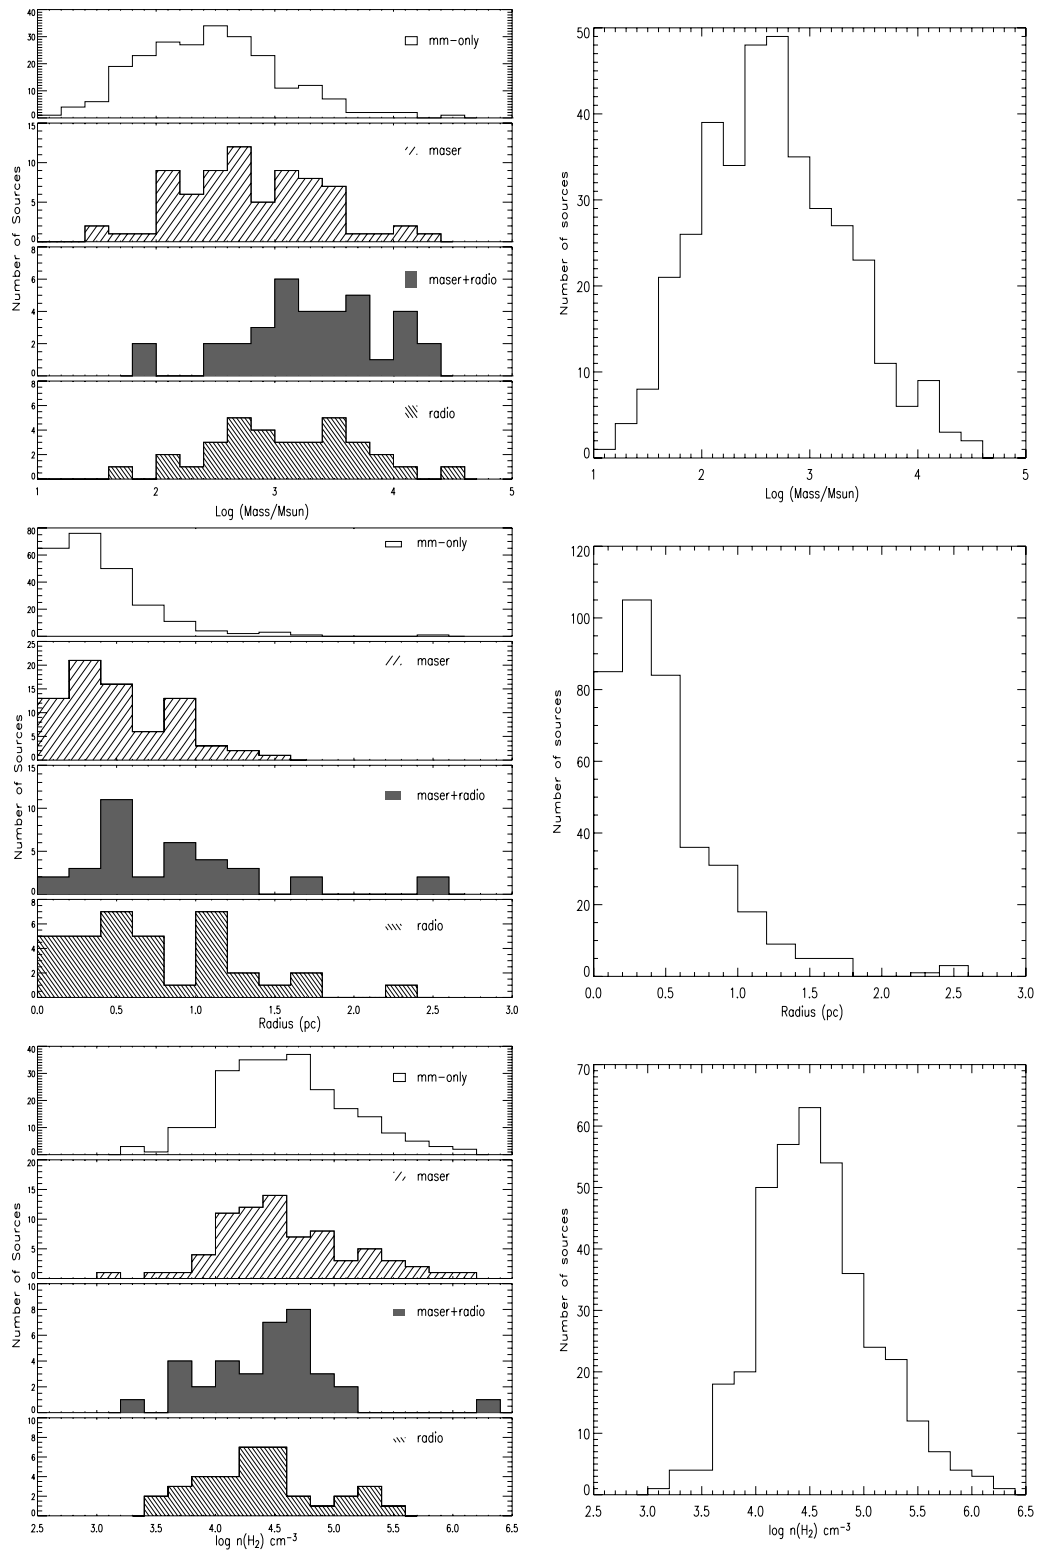 40
30
20
10
0
mm-only
15
10
5
0
maser
8
6
4
2
0
maser+radio
8
6
4
2
0
radio
Number of Sources
1 2 3 4 5
Log (Mass/Msun)
50
40
30
20
10
0
Number of sources
1 2 3 4 5
Log (Mass/Msun)
80
60
40
20
0
mm-only
25
20
15
10
5
0
maser
15
10
5
0
maser+radio
8
6
4
2
0
radio
Number of Sources
0.0 0.5 1.0 1.5 2.0 2.5 3.0
Radius (pc)
120
100
80
60
40
20
0
Number of sources
0.0 0.5 1.0 1.5 2.0 2.5 3.0
Radius (pc)
40
30
20
10
0
mm-only
20
15
10
5
0
maser
10
8
6
4
2
0
maser+radio
10
8
6
4
2
0
radio
Number of Sources
2.5 3.0 3.5 4.0 4.5 5.0 5.5 6.0 6.5
log n(H₂) cm⁻³
70
60
50
40
30
20
10
0
Number of sources
2.5 3.0 3.5 4.0 4.5 5.0 5.5 6.0 6.5
log n(H₂) cm⁻³